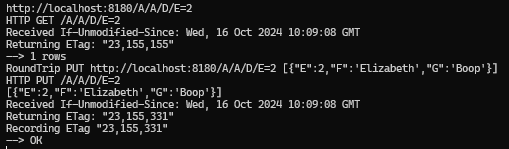 http://localhost:8180/A/A/D/E=2
HTTP GET /A/A/D/E=2
Received If-Unmodified-Since: Wed, 16 Oct 2024 10:09:08 GMT
Returning ETag: "23,155,155"
--> 1 rows
RoundTrip PUT http://localhost:8180/A/A/D/E=2 [{"E":2,"F":'Elizabeth',"G":'Boop'}]
HTTP PUT /A/A/D/E=2
[{"E":2,"F":'Elizabeth',"G":'Boop'}]
Received If-Unmodified-Since: Wed, 16 Oct 2024 10:09:08 GMT
Returning ETag: "23,155,331"
Recording ETag "23,155,331"
--> OK